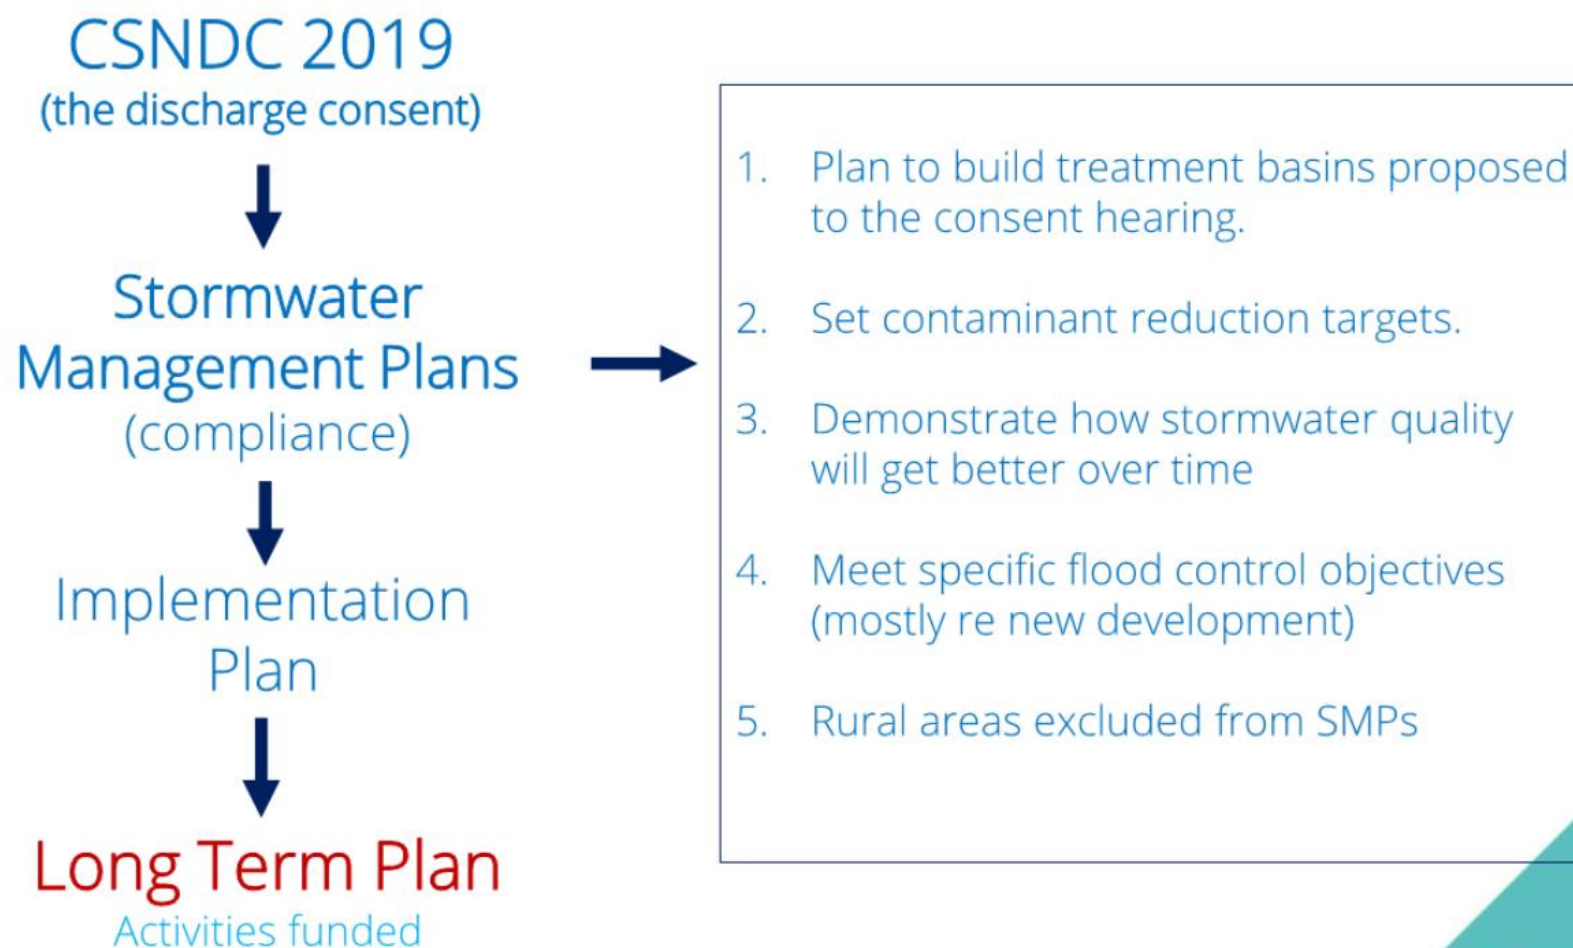 CSNDC 2019
(the discharge consent)
Stormwater
Management Plans
(compliance)
Implementation
Plan
Long Term Plan
Activities funded
1. Plan to build treatment basins proposed
to the consent hearing.
2. Set contaminant reduction targets.
3. Demonstrate how stormwater quality
will get better over time
4. Meet specific flood control objectives
(mostly re new development)
5. Rural areas excluded from SMPs